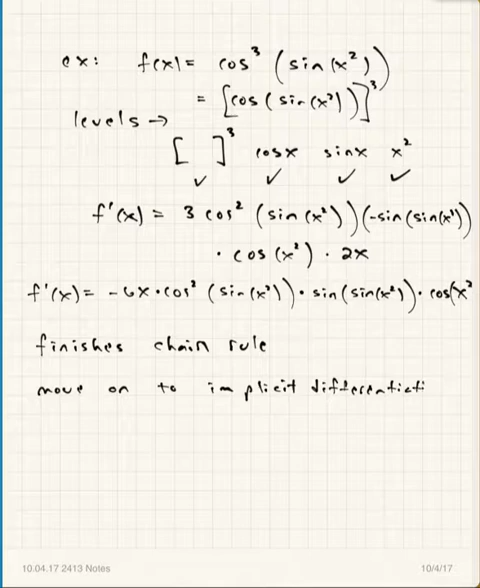 ex: f(x) = cos³ (sin(x²))
= [cos(sin(x²))]³
levels →
[ ]³ cosx sinx x²
✓ ✓ ✓ ✓
f'(x) = 3 cos² (sin(x²))(-sin(sin(x²))
· cos(x²) · 2x
f'(x) = -6x · cos² (sin(x²)) · sin(sin(x²)) · cos(x²
finishes chain rule
move on to implicit differentiati
10.04.17 2413 Notes
10/4/17